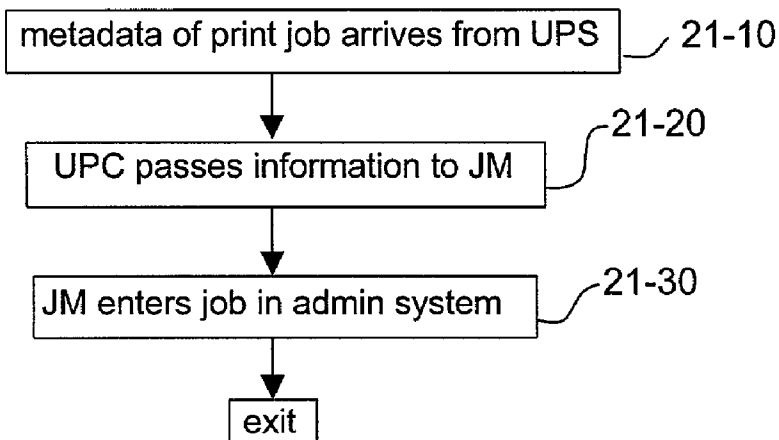 metadata of print job arrives from UPS
21-10
21-20
UPC passes information to JM
21-30
JM enters job in admin system
exit